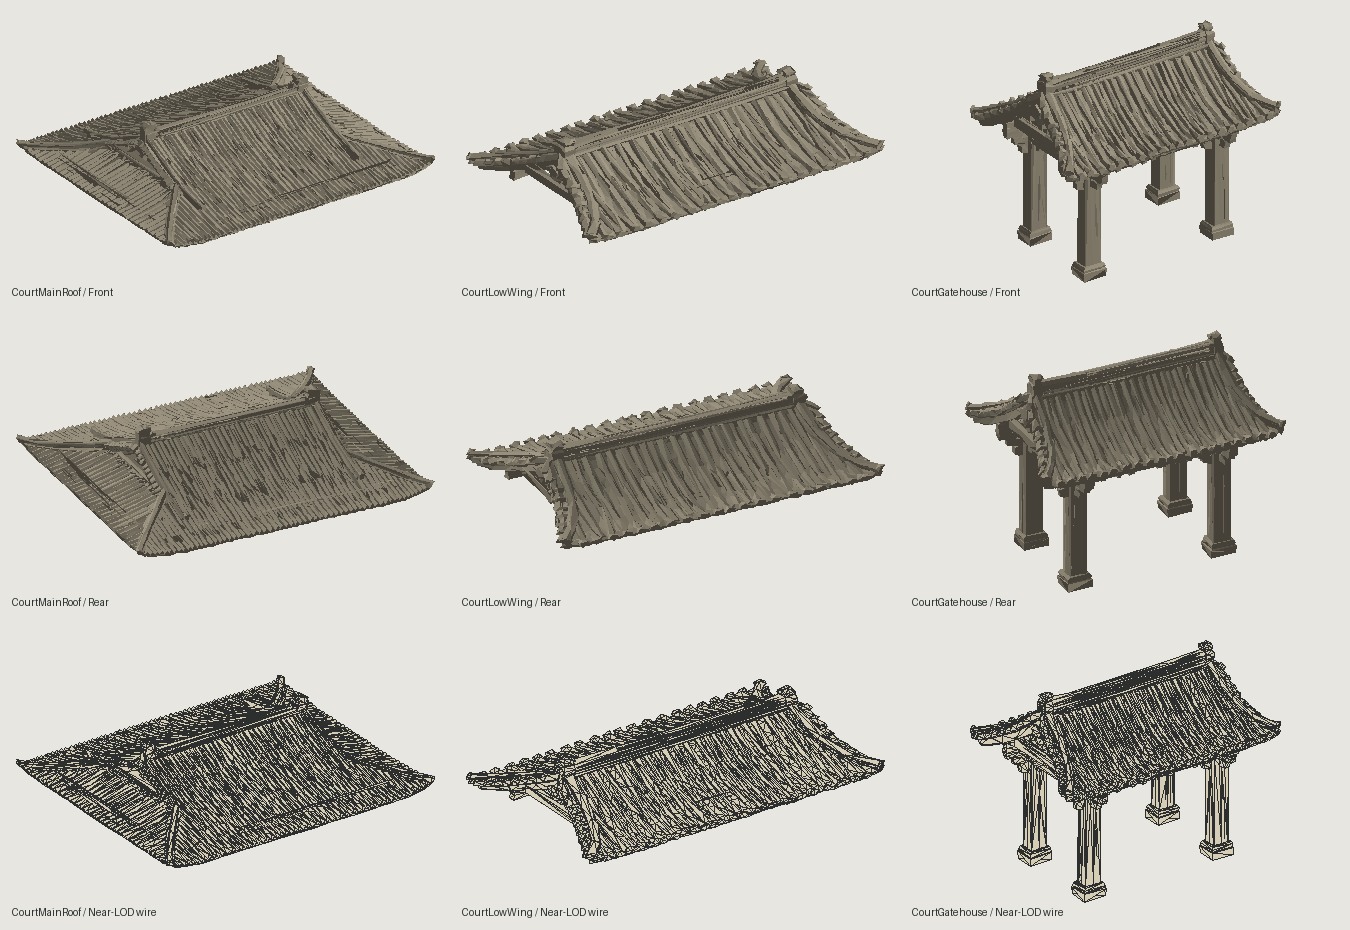 CourtMainRoof / Front
CourtLowWing / Front
CourtGatehouse / Front
CourtMainRoof / Rear
CourtLowWing / Rear
CourtGatehouse / Rear
CourtMainRoof / Near-LOD wire
CourtLowWing / Near-LOD wire
CourtGatehouse / Near-LOD wire